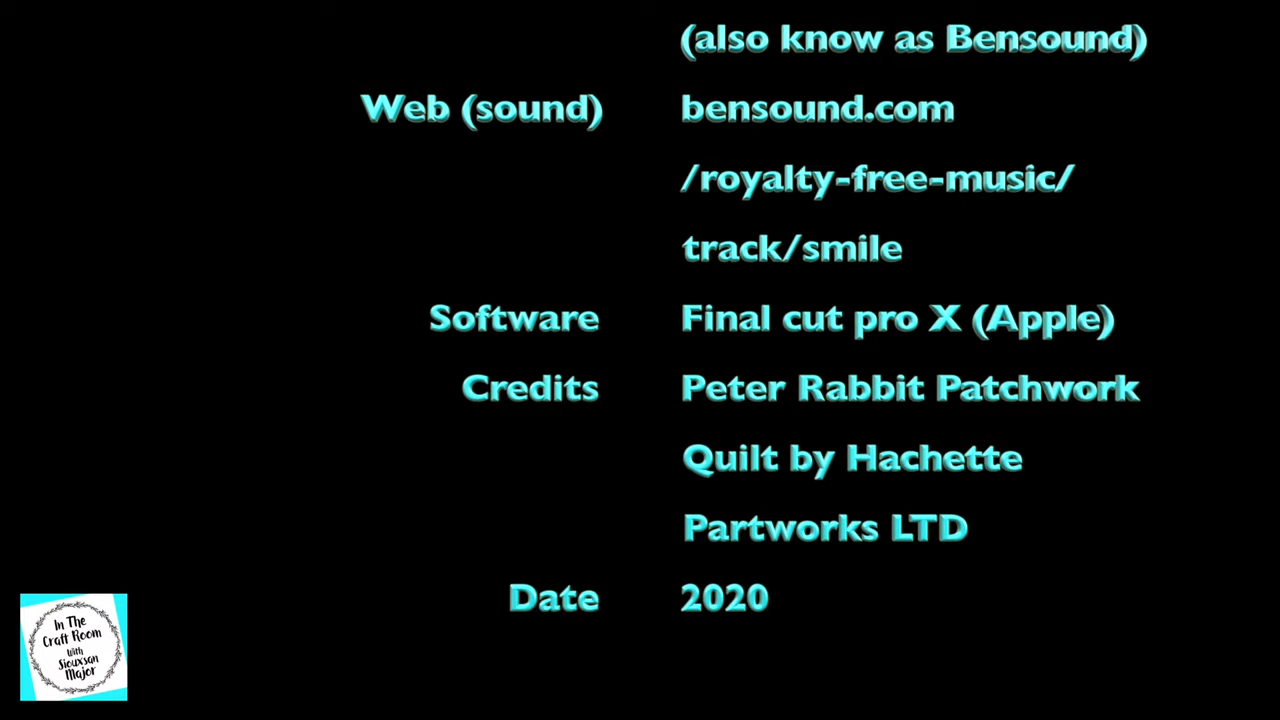 (also know as Bensound)
Web (sound) bensound.com
/royalty-free-music/
track/smile
Software Final cut pro X (Apple)
Credits Peter Rabbit Patchwork
Quilt by Hachette
Partworks LTD
Date 2020
In The
Craft Room
With
Siouxsan
Major